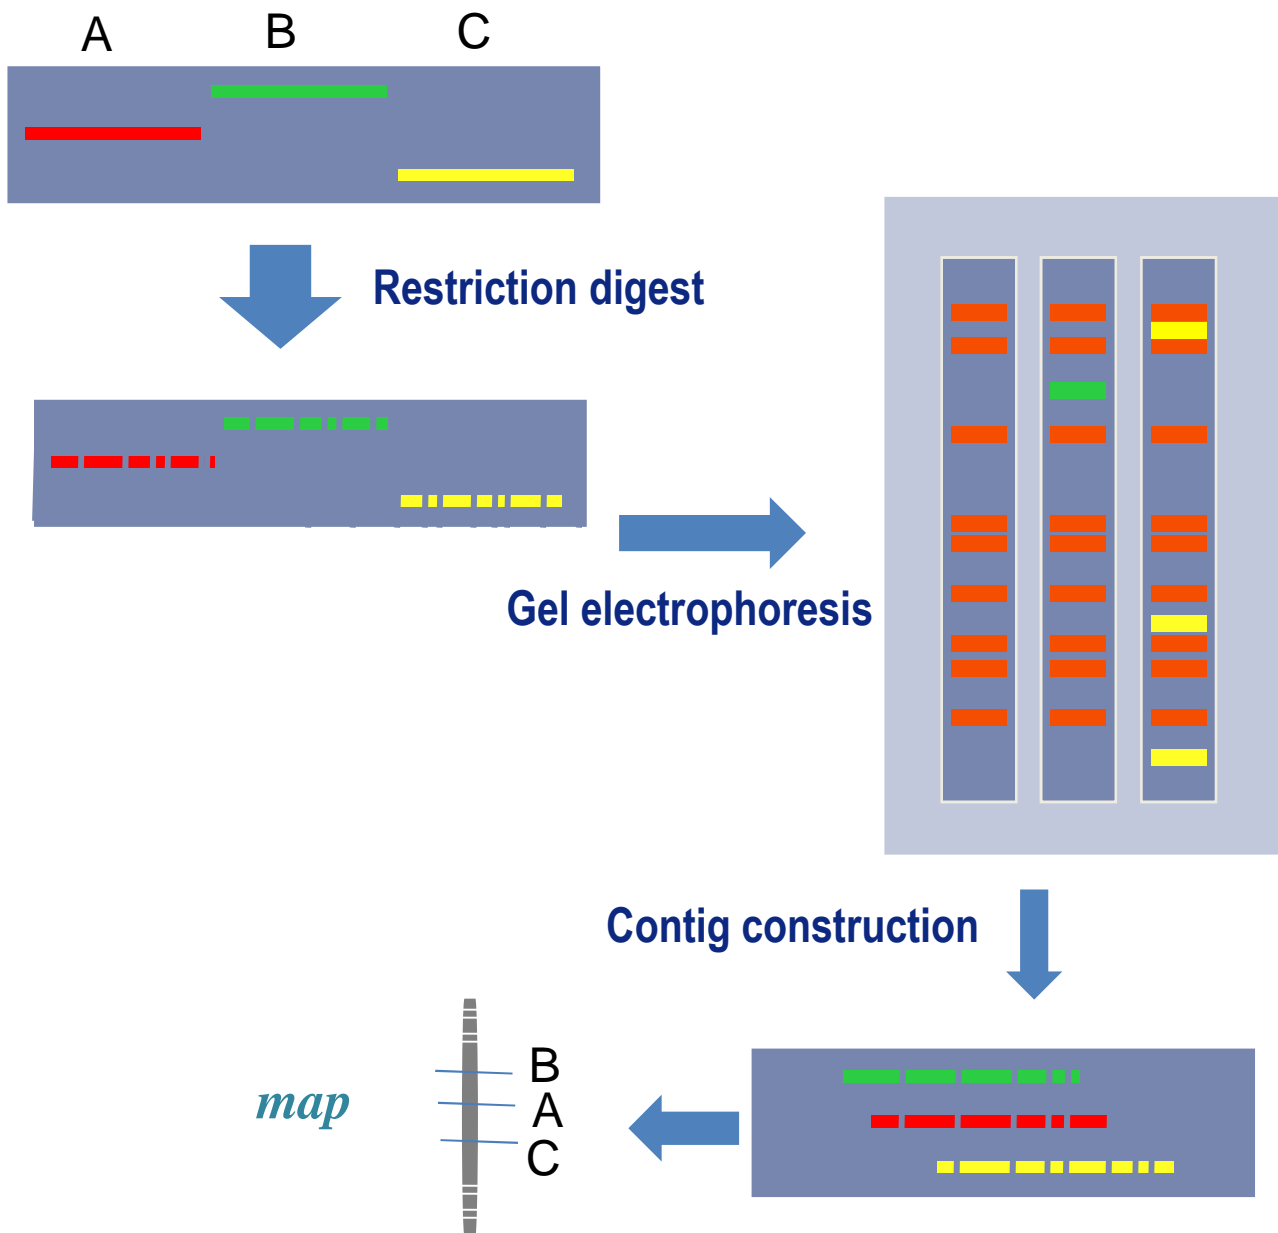 A B C
Restriction digest
Gel electrophoresis
Contig construction
B
map
A
C